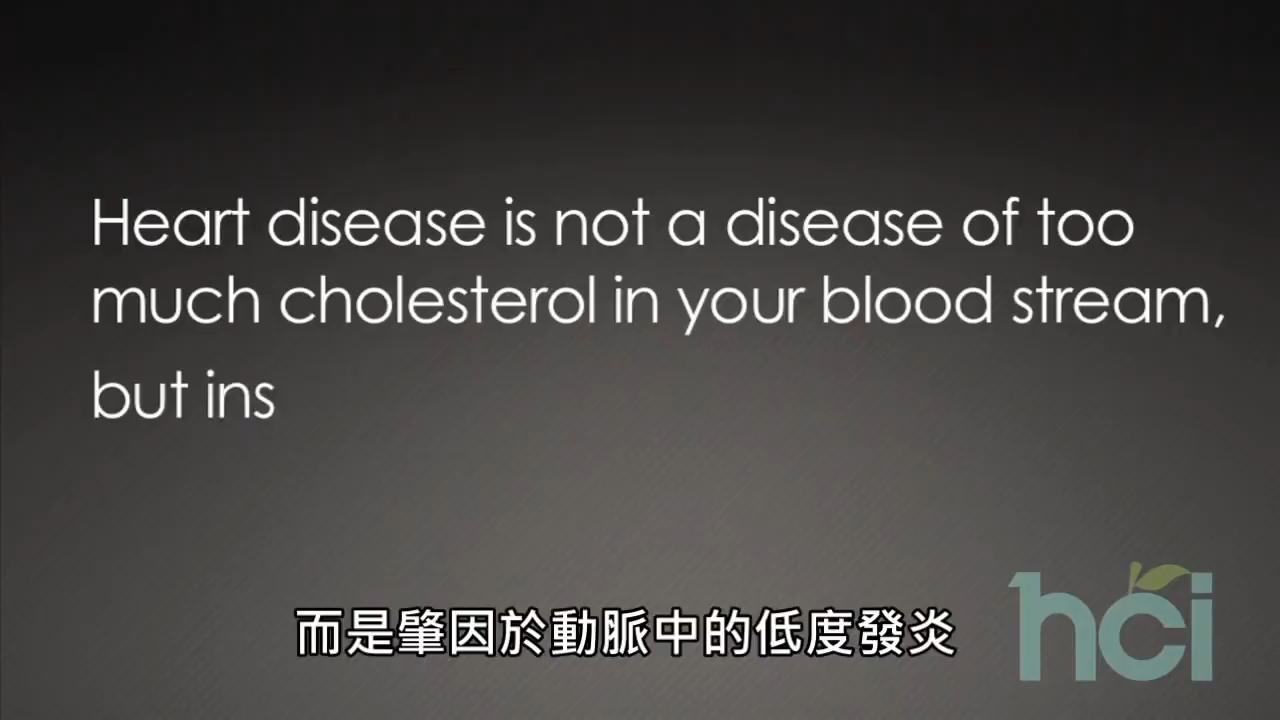 Heart disease is not a disease of too
much cholesterol in your blood stream,
but ins
而是肇因於動脈中的低度發炎
hci